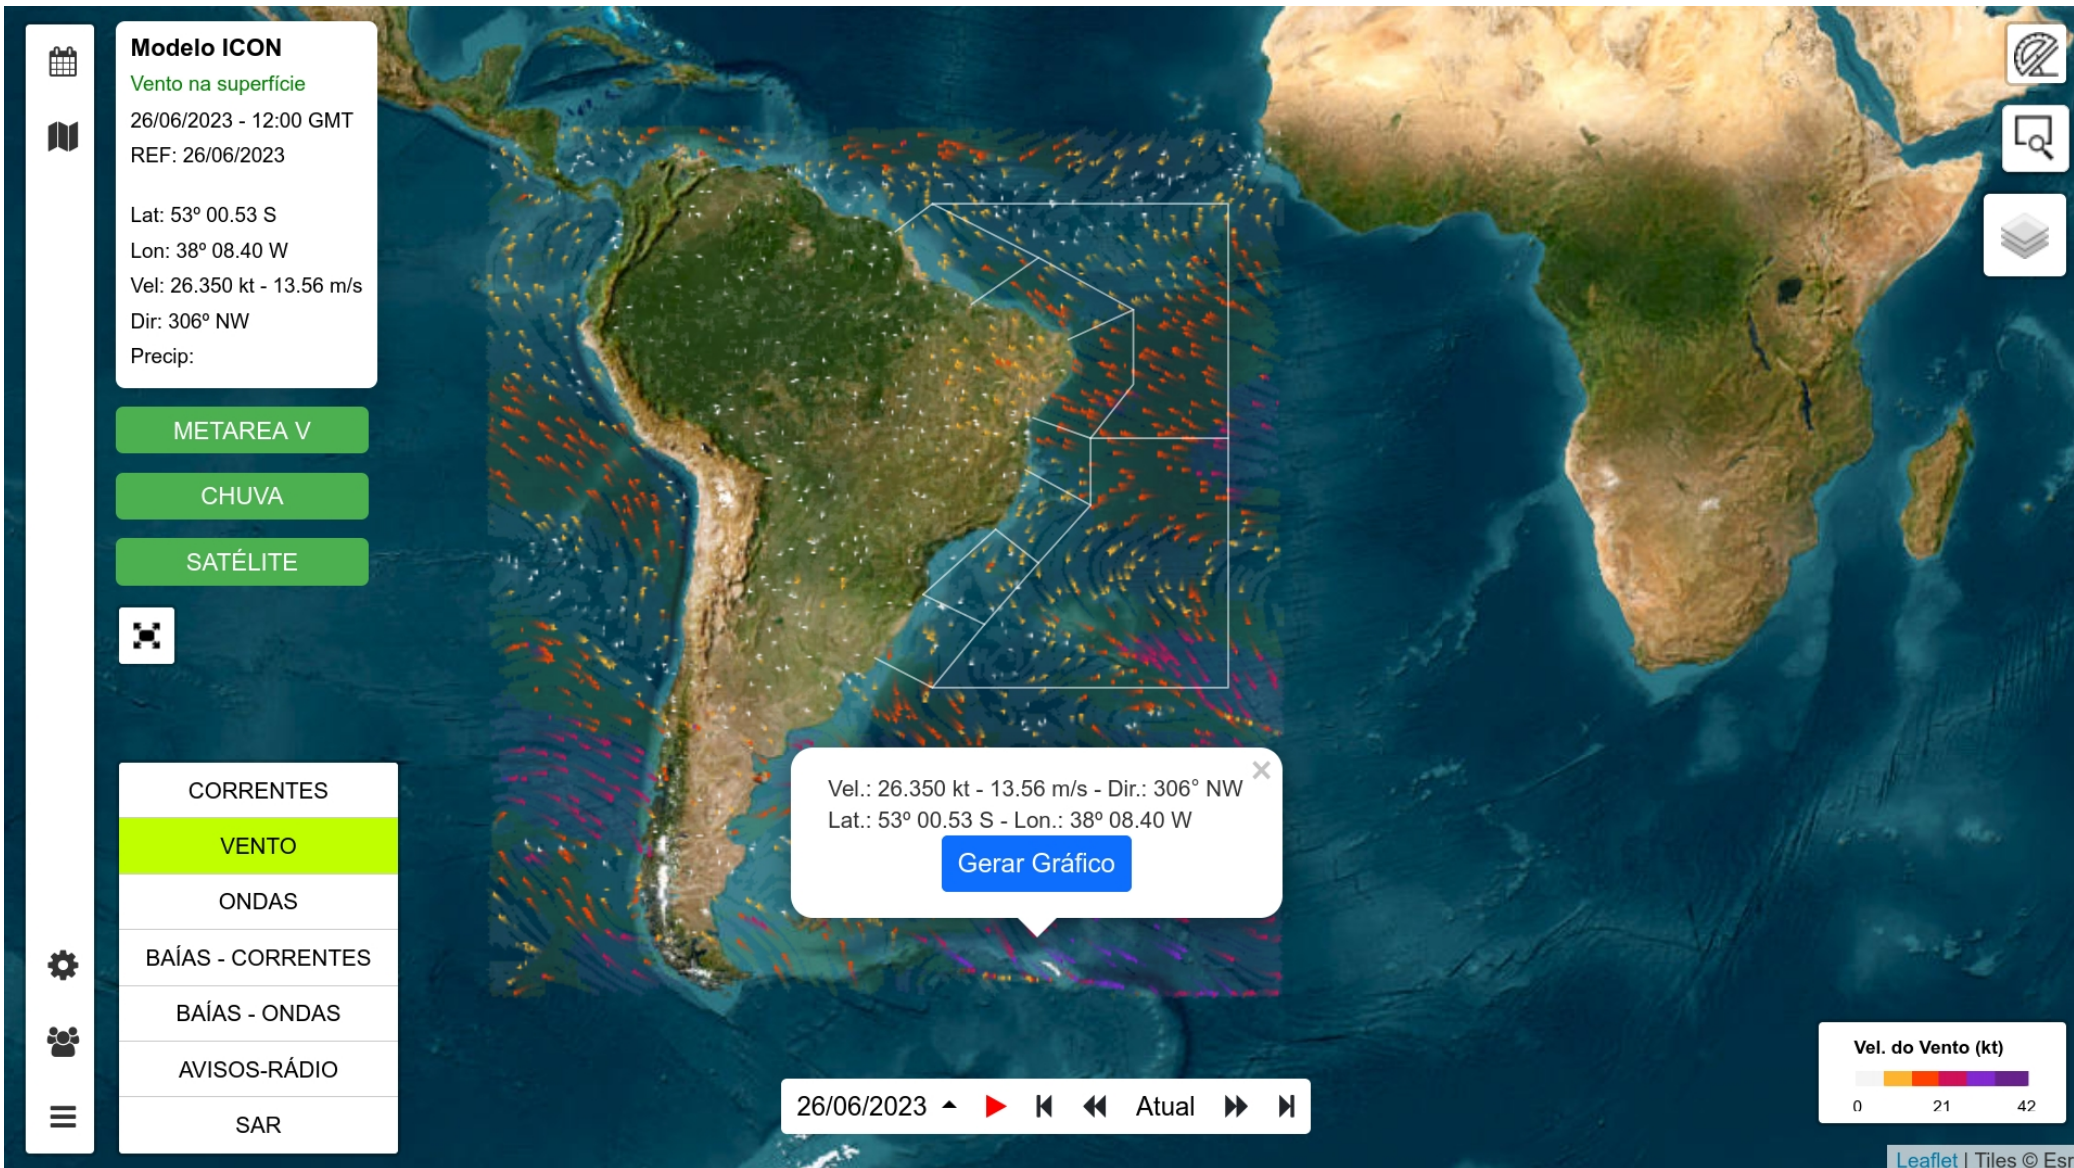 Modelo ICON
Vento na superfície
26/06/2023 - 12:00 GMT
REF: 26/06/2023
Lat: 53º 00.53 S
Lon: 38º 08.40 W
Vel: 26.350 kt - 13.56 m/s
Dir: 306º NW
Precip:
METAREA V
CHUVA
SATÉLITE
CORRENTES
VENTO
ONDAS
BAÍAS - CORRENTES
BAÍAS - ONDAS
AVISOS-RÁDIO
SAR
×
Vel.: 26.350 kt - 13.56 m/s - Dir.: 306° NW
Lat.: 53º 00.53 S - Lon.: 38º 08.40 W
Gerar Gráfico
26/06/2023
Atual
Vel. do Vento (kt)
0 21 42
Leaflet | Tiles © Esr